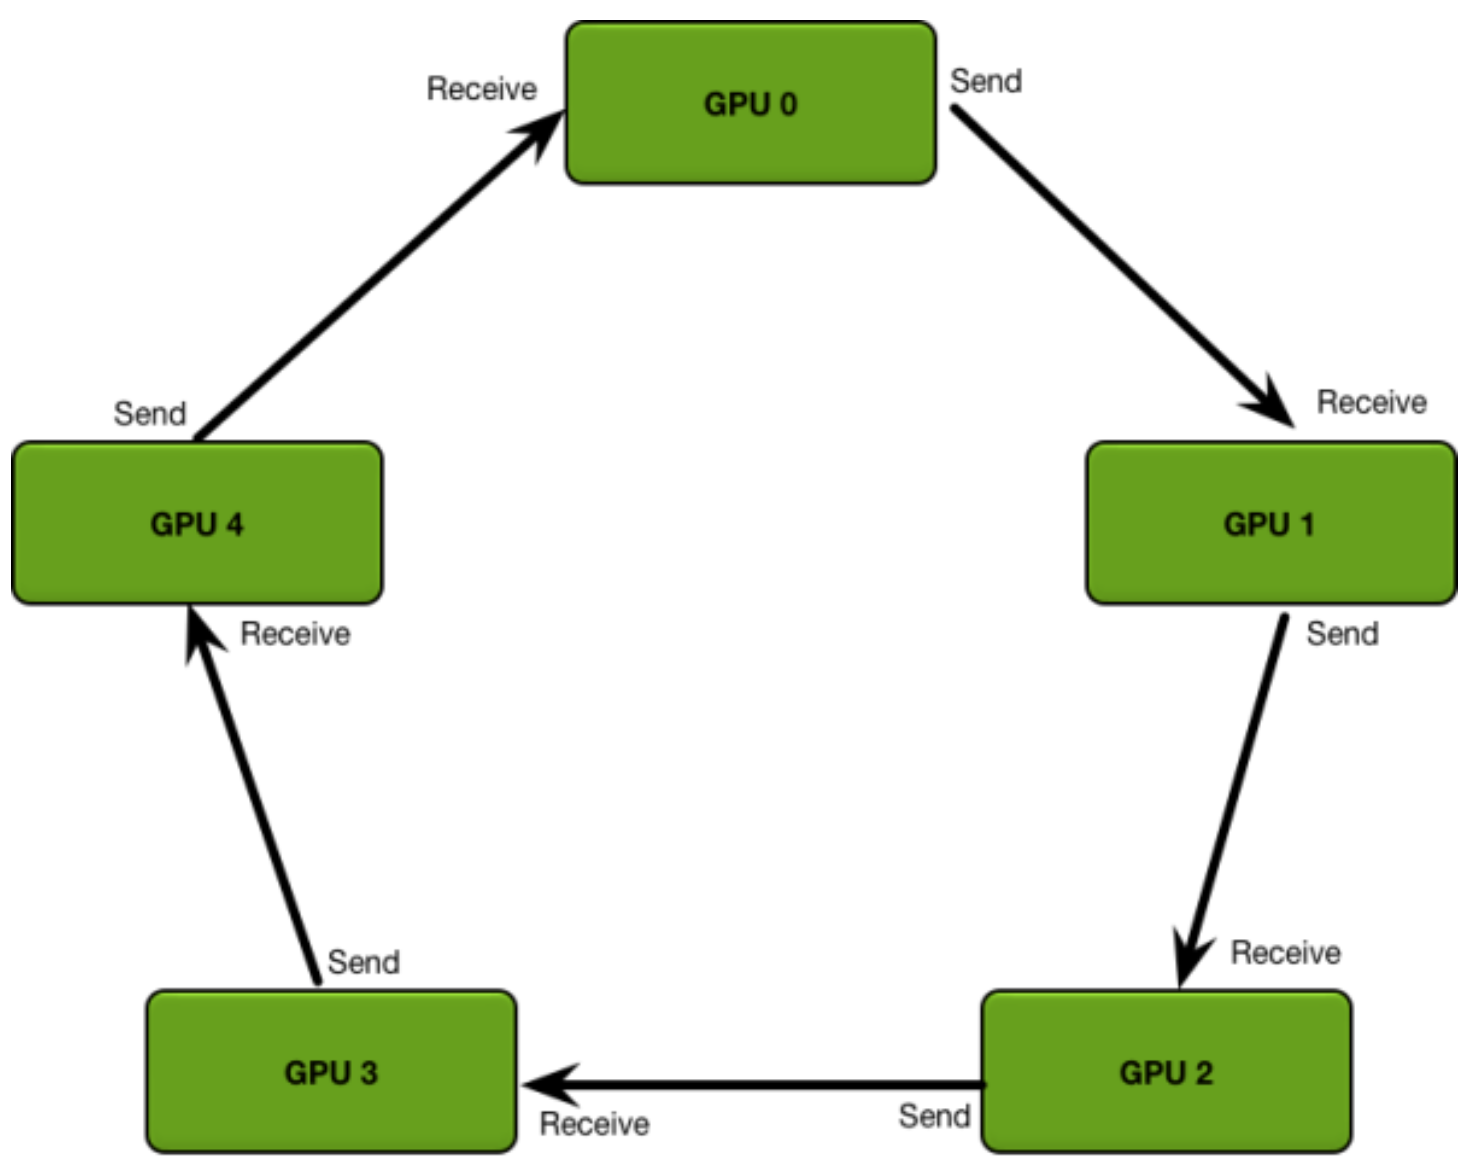 GPU 0
Receive
Send
Send
Receive
GPU 4
GPU 1
Receive
Send
Send
Receive
GPU 3
GPU 2
Receive
Send